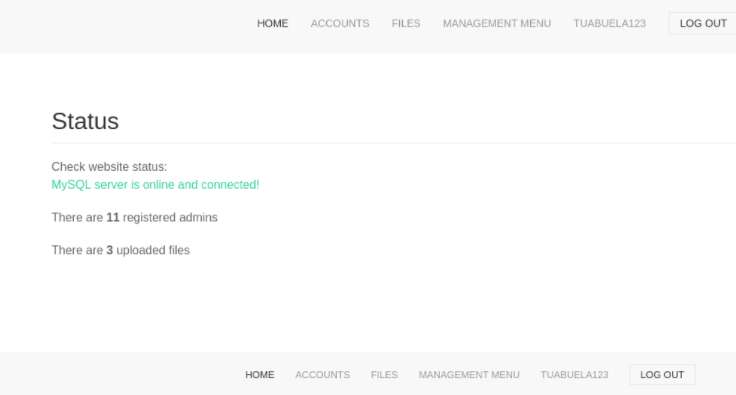 HOME ACCOUNTS FILES MANAGEMENT MENU TUABUELA123 LOG OUT
Status
Check website status:
MySQL server is online and connected!
There are 11 registered admins
There are 3 uploaded files
HOME ACCOUNTS FILES MANAGEMENT MENU TUABUELA123 LOG OUT